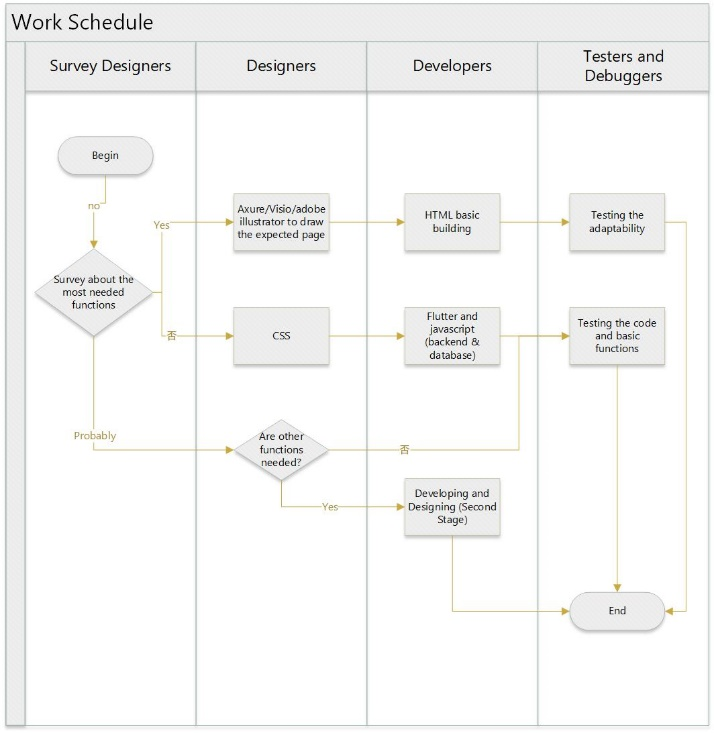 Work Schedule
Survey Designers
Designers
Developers
Testers and
Debuggers
Begin
no
Yes
Axure/Visio/adobe
illustrator to draw
the expected page
HTML basic
building
Testing the
adaptability
Survey about the
most needed
functions
否
CSS
Flutter and
javascript
(backend &
database)
Testing the code
and basic
functions
Probably
Are other
functions
needed?
否
Yes
Developing and
Designing (Second
Stage)
End